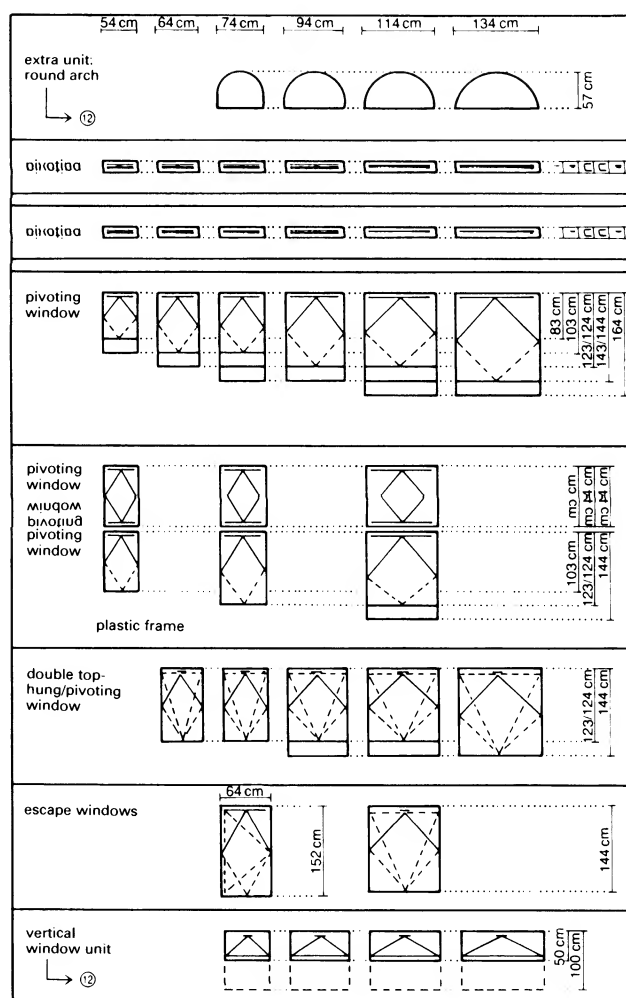 54 cm 64 cm 74 cm 94 cm 114 cm 134 cm
extra unit:
round arch
⑫
57 cm
pivoting
window
83 cm
103 cm
123/124 cm
143/144 cm
164 cm
pivoting
window
pivoting
window
103 cm
123/124 cm
144 cm
plastic frame
double top-
hung/pivoting
window
123/124 cm
144 cm
64 cm
escape windows
152 cm
144 cm
vertical
window unit
⑫
50 cm
100 cm